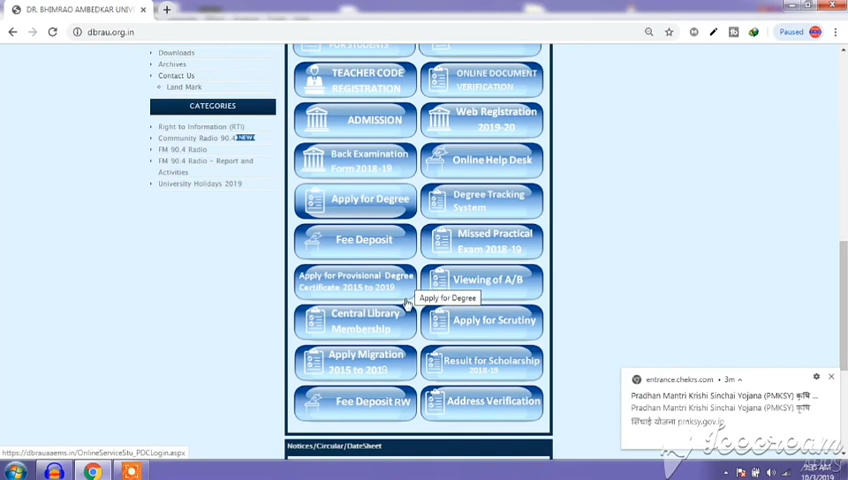 DR. BHIMRAO AMBEDKAR UNIV
dbrau.org.in
Paused
Downloads
Archives
Contact Us
Land Mark
CATEGORIES
Right to Information (RTI)
Community Radio 90.4 NEW
FM 90.4 Radio
FM 90.4 Radio - Report and
Activities
University Holidays 2019
FOR STUDENTS
TEACHER CODE
REGISTRATION
ONLINE DOCUMENT
VERIFICATION
ADMISSION
Web Registration
2019-20
Back Examination
Form 2018-19
Online Help Desk
Apply for Degree
Degree Tracking
System
Fee Deposit
Missed Practical
Exam 2018-19
Apply for Provisional Degree
Certificate 2015 to 2019
Viewing of A/B
Apply for Degree
Central Library
Membership
Apply for Scrutiny
Apply Migration
2015 to 2019
Result for Scholarship
2018-19
Fee Deposit RW
Address Verification
Notices/Circular/DateSheet
entrance.chekrs.com • 3m
Pradhan Mantri Krishi Sinchai Yojana (PMKSY) कृषि ...
Pradhan Mantri Krishi Sinchai Yojana (PMKSY) कृषि
सिंचाई योजना pmksy.gov.in
https://dbrauaaems.in/OnlineServiceStu_PDCLogin.aspx
Icecream
10/3/2019